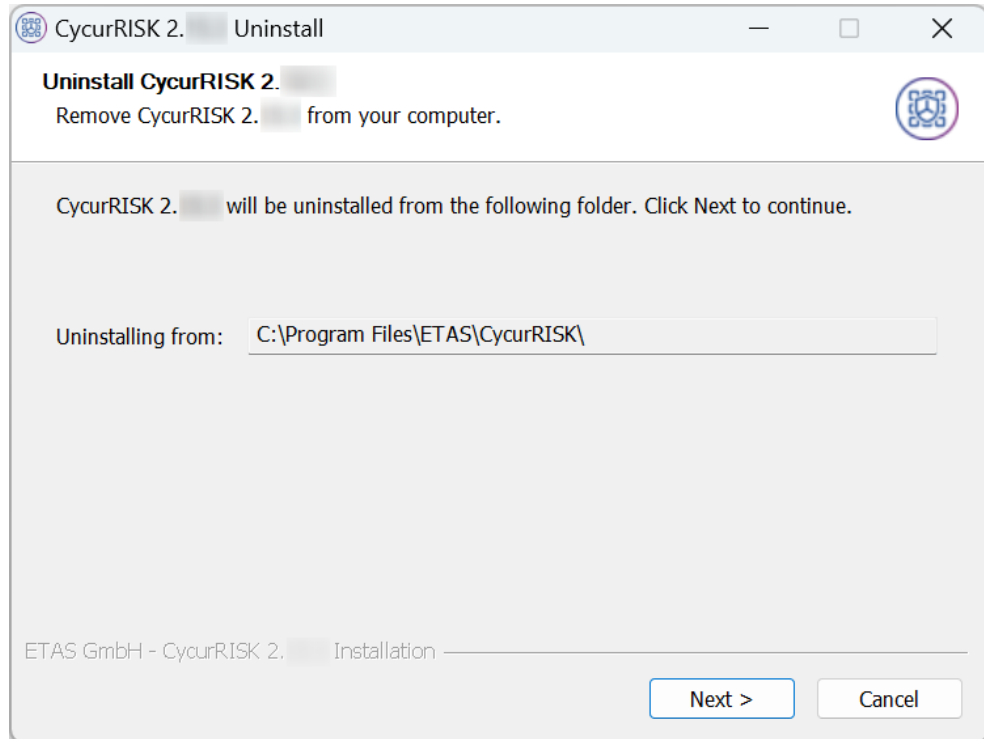 CycurRISK 2. Uninstall
Uninstall CycurRISK 2.
Remove CycurRISK 2. from your computer.
CycurRISK 2. will be uninstalled from the following folder. Click Next to continue.
Uninstalling from: C:\Program Files\ETAS\CycurRISK\
ETAS GmbH - CycurRISK 2. Installation
Next > Cancel